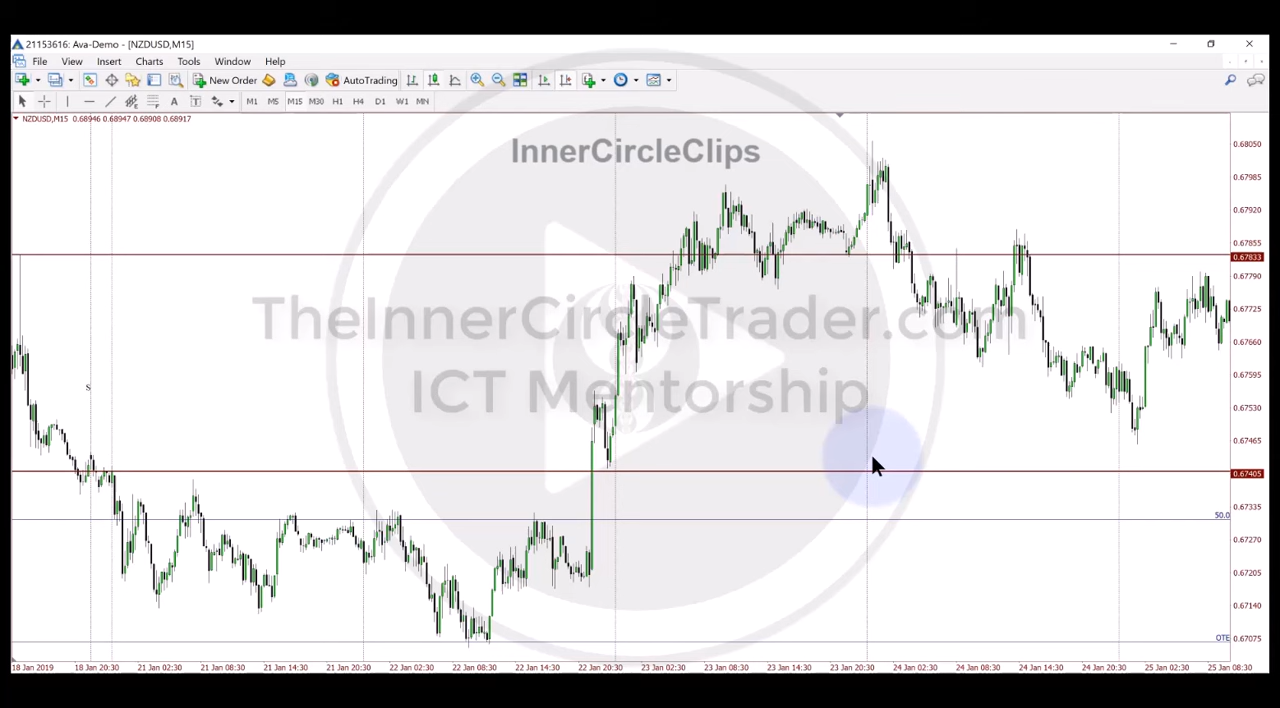 21153616: Ava-Demo - [NZDUSD,M15]
File View Insert Charts Tools Window Help
New Order AutoTrading
A T M1 M5 M15 M30 H1 H4 D1 W1 MN
NZDUSD,M15 0.68946 0.68947 0.68908 0.68917
InnerCircleClips
TheInnerCircleTrader.com
ICT Mentorship
S
0.68050
0.67985
0.67920
0.67855
0.67833
0.67790
0.67725
0.67660
0.67595
0.67530
0.67465
0.67405
0.67335
50.0
0.67270
0.67205
0.67140
OTE
0.67075
18 Jan 2019 18 Jan 20:30 21 Jan 02:30 21 Jan 08:30 21 Jan 14:30 21 Jan 20:30 22 Jan 02:30 22 Jan 08:30 22 Jan 14:30 22 Jan 20:30 23 Jan 02:30 23 Jan 08:30 23 Jan 14:30 23 Jan 20:30 24 Jan 02:30 24 Jan 08:30 24 Jan 14:30 24 Jan 20:30 25 Jan 02:30 25 Jan 08:30